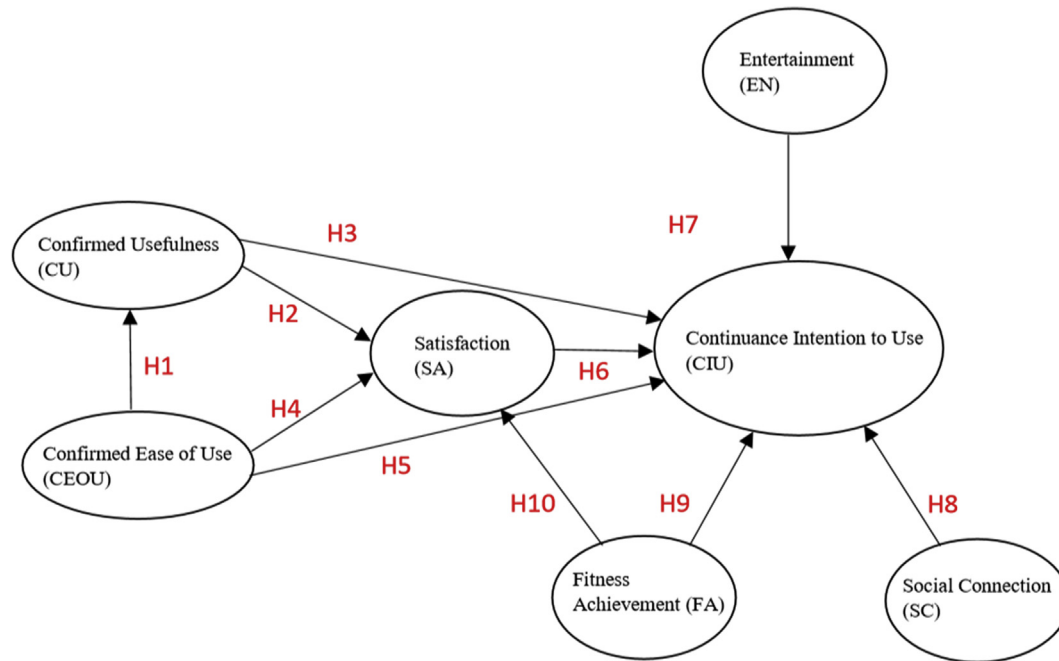 Entertainment
(EN)
H7
H3
Confirmed Usefulness
(CU)
H2
Satisfaction
(SA)
Continuance Intention to Use
(CIU)
H1
H6
H4
Confirmed Ease of Use
(CEOU)
H5
H10
H9
H8
Fitness
Achievement (FA)
Social Connection
(SC)